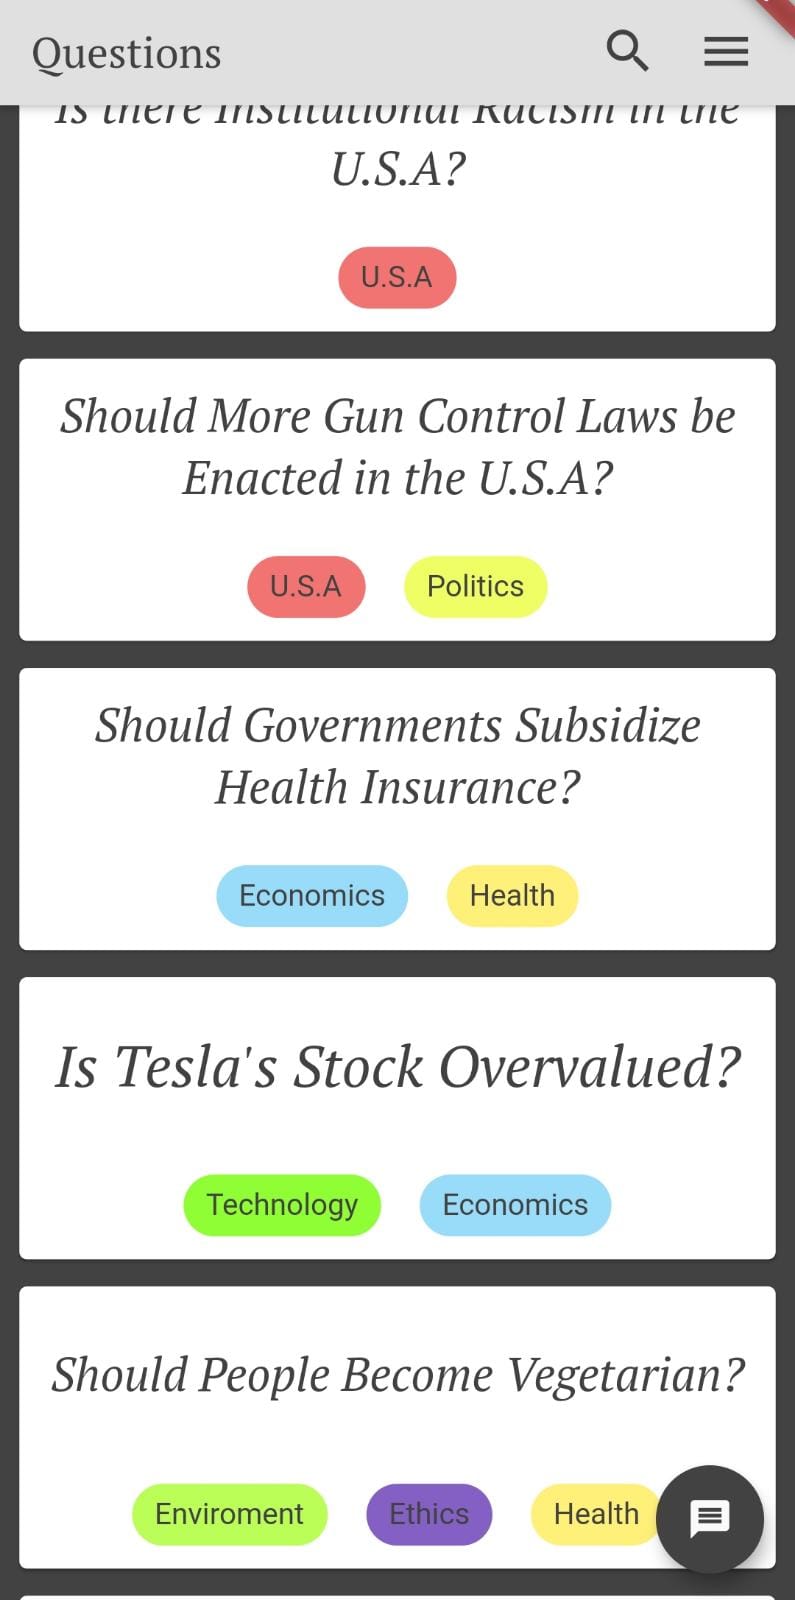 Questions
Is there Institutional Racism in the
U.S.A?
U.S.A
Should More Gun Control Laws be
Enacted in the U.S.A?
U.S.A Politics
Should Governments Subsidize
Health Insurance?
Economics Health
Is Tesla's Stock Overvalued?
Technology Economics
Should People Become Vegetarian?
Enviroment Ethics Health